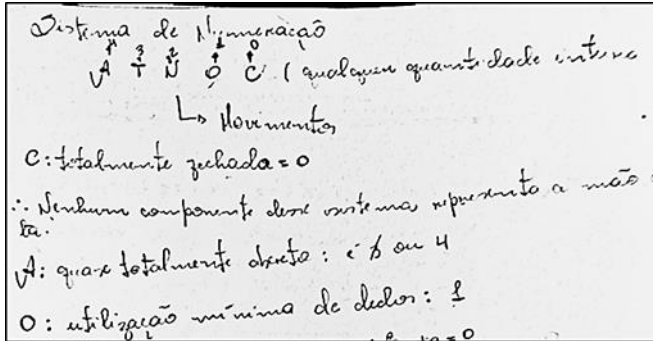 Sistema de Numeração
4 3 2 1 0
A T N O C (qualquer quantidade inteira
↳ Movimentos
C: totalmente fechada = 0
∴ Nenhum componente desse sistema representa a mão
ta.
A: quase totalmente aberta: é ou 4
O: utilização mínima de dedos: 1
= 0